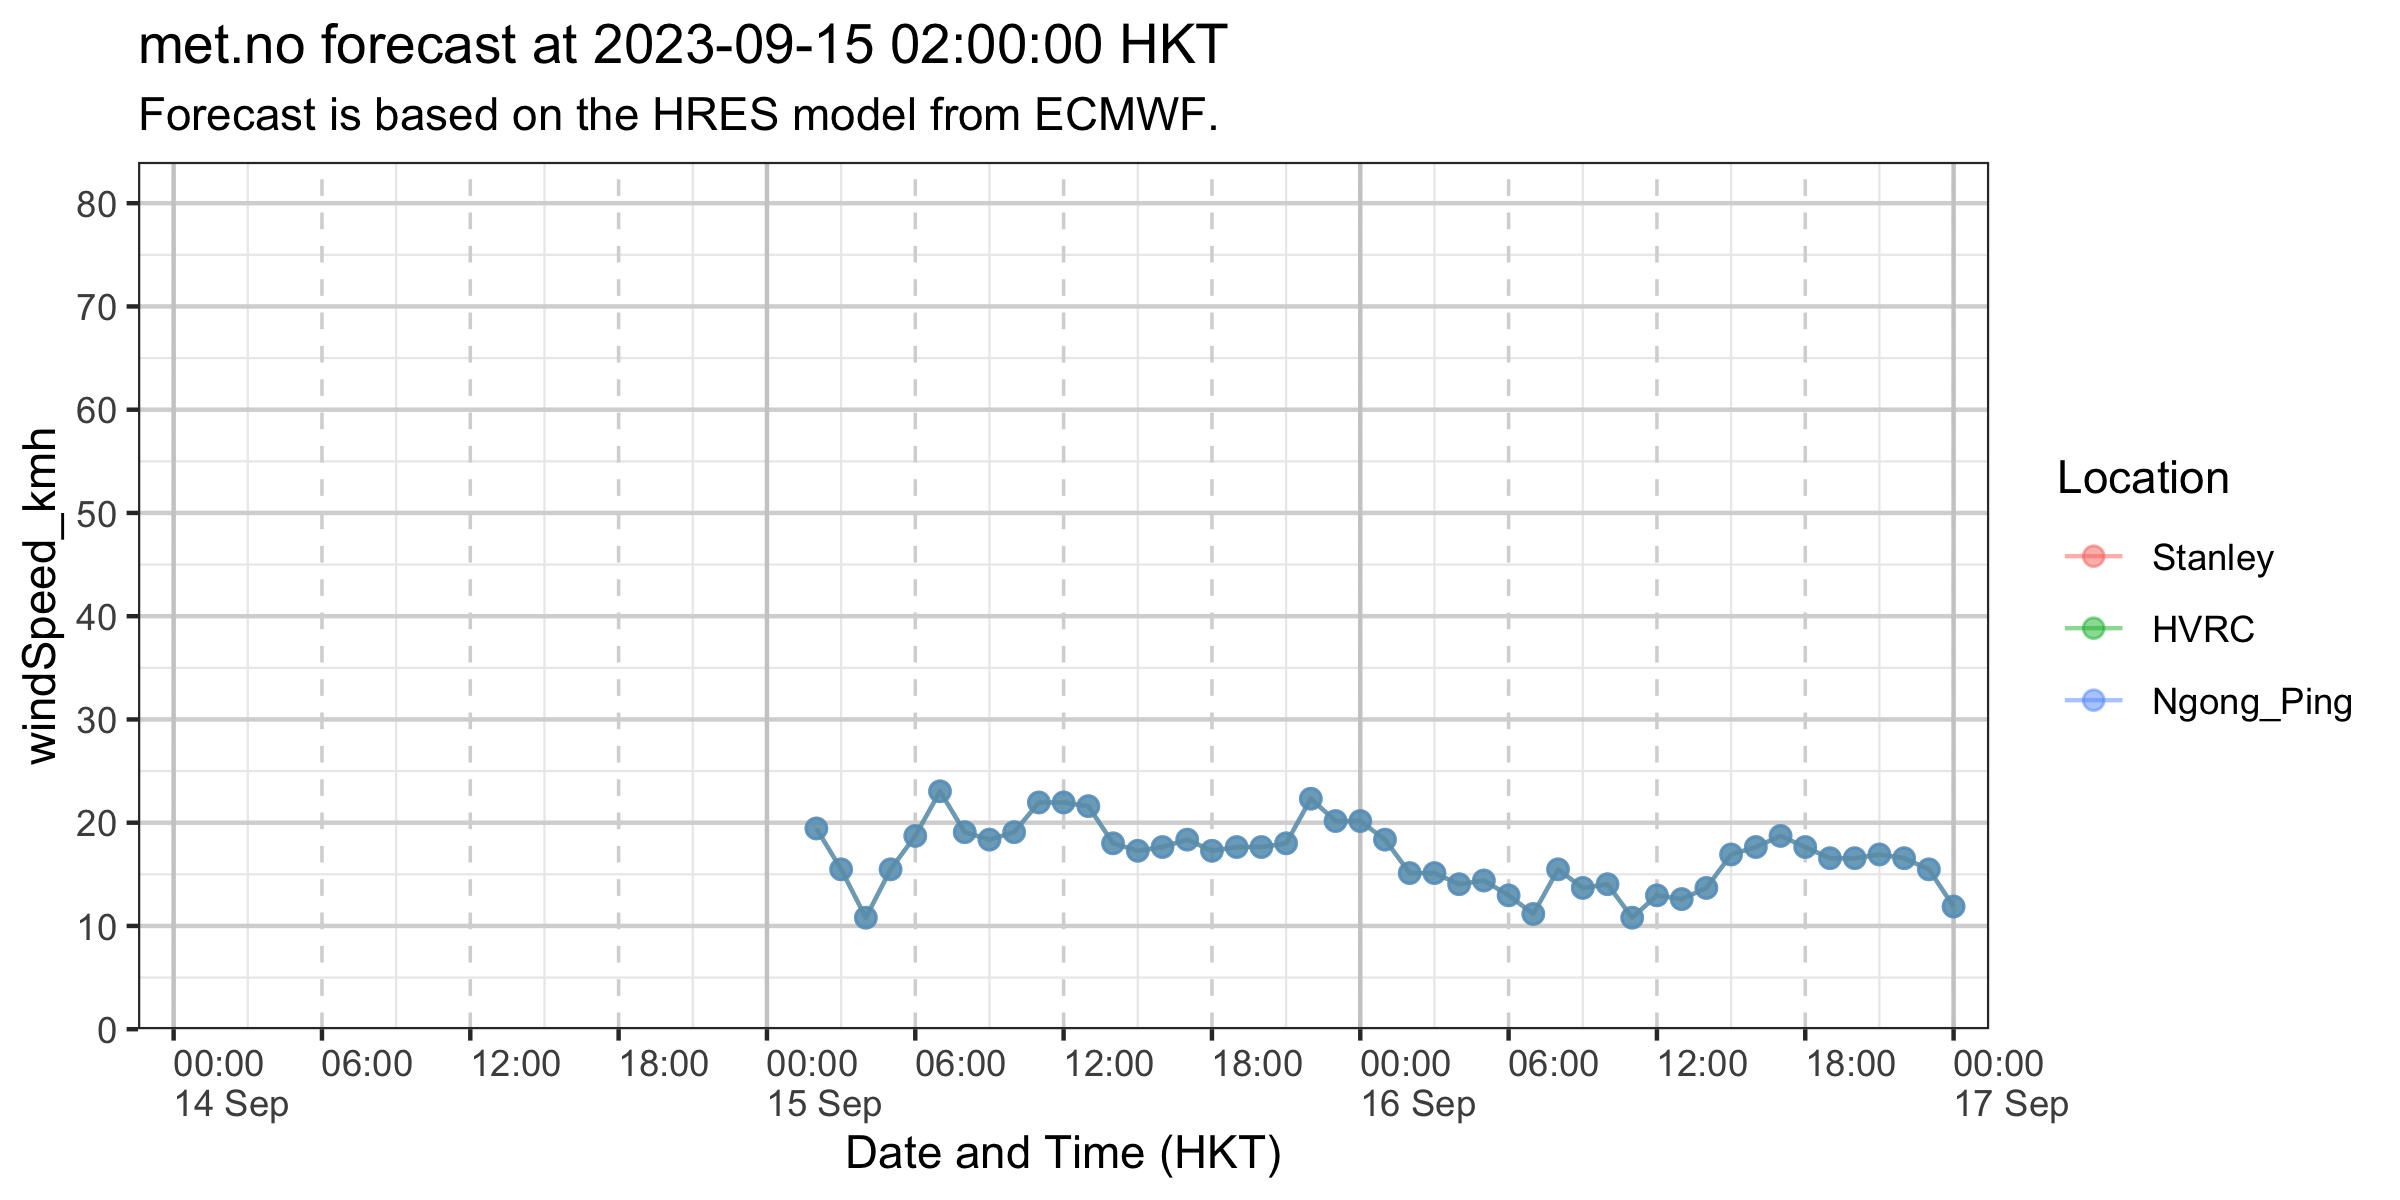 met.no forecast at 2023-09-15 02:00:00 HKT
Forecast is based on the HRES model from ECMWF.
windSpeed_kmh
80
70
60
50
40
30
20
10
0
00:00 06:00 12:00 18:00 00:00 06:00 12:00 18:00 00:00 06:00 12:00 18:00 00:00
14 Sep 15 Sep 16 Sep 17 Sep
Date and Time (HKT)
Location
Stanley
HVRC
Ngong_Ping